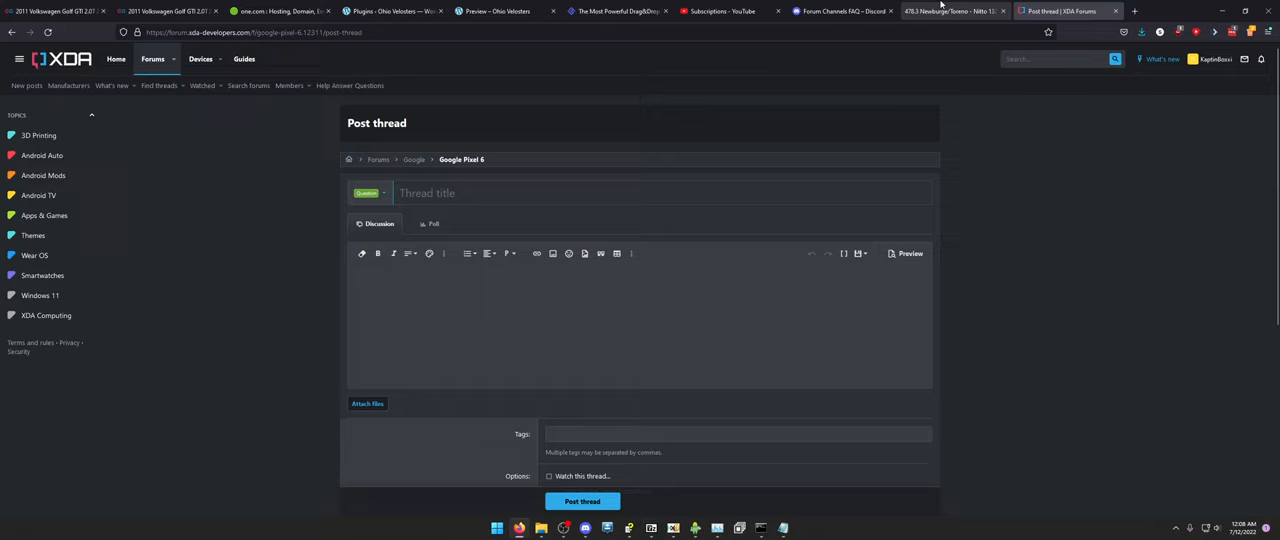 2011 Volkswagen Golf GTI 2.0T
2011 Volkswagen Golf GTI 2.0T
one.com : Hosting, Domain, E
Plugins ‹ Ohio Velosters — Wo
Preview – Ohio Velosters
The Most Powerful Drag&Drop
Subscriptions - YouTube
Forum Channels FAQ – Discord
478.3 Newburge/Toreno - Nitto 13
Post thread | XDA Forums
https://forum.xda-developers.com/f/google-pixel-6.12311/post-thread
XDA
Home
Forums
Devices
Guides
Search...
What's new
KaptinBoxxi
New posts
Manufacturers
What's new
Find threads
Watched
Search forums
Members
Help Answer Questions
TOPICS
3D Printing
Android Auto
Android Mods
Android TV
Apps & Games
Themes
Wear OS
Smartwatches
Windows 11
XDA Computing
Terms and rules
Privacy
Security
Post thread
Forums > Google > Google Pixel 6
Question
Thread title
Discussion
Poll
Preview
Attach files
Tags:
Multiple tags may be separated by commas.
Options:
Watch this thread...
Post thread
12:08 AM
7/12/2022